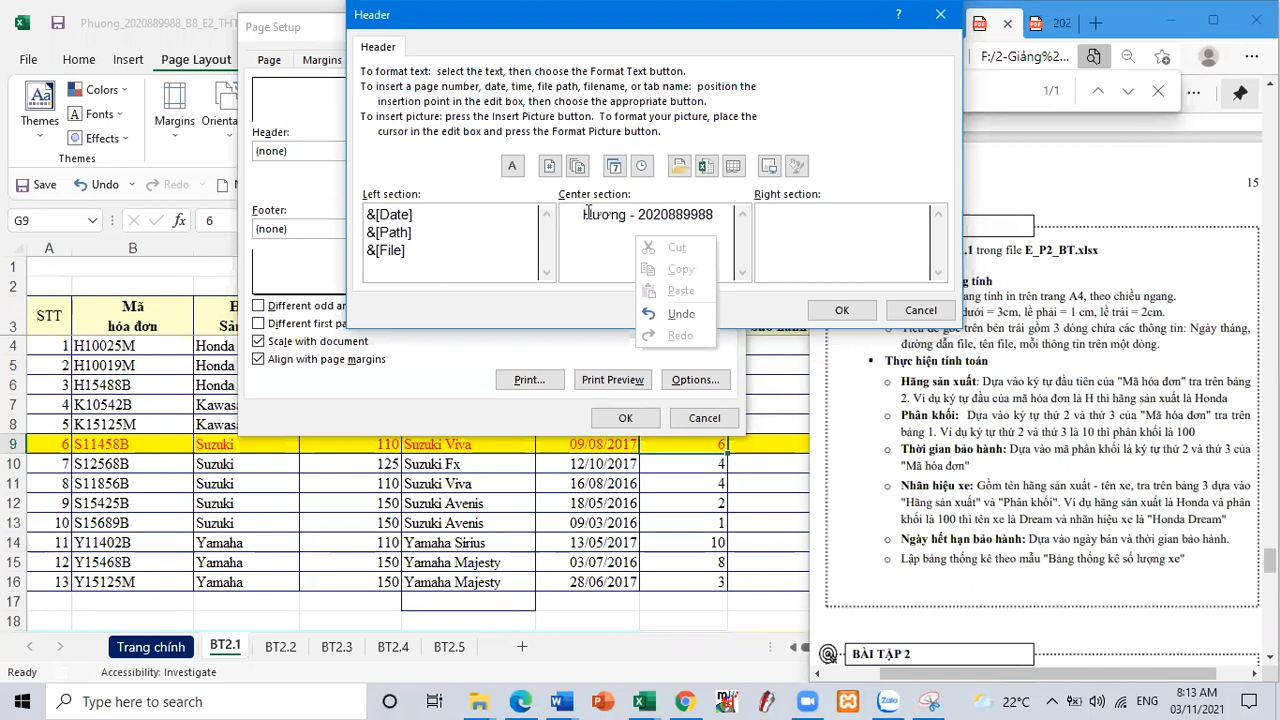 Phuong_2020889988_B8_E2_THT
Page Setup
Header
?
202
F:/2-Giảng%2...
1/1
File
Home
Insert
Page Layout
Page
Margins
Header
To format text:  select the text, then choose the Format Text button.
To insert a page number, date, time, file path, filename, or tab name:  position the
insertion point in the edit box, then choose the appropriate button.
To insert picture: press the Insert Picture button.  To format your picture, place the
cursor in the edit box and press the Format Picture button.
Themes
Colors
Fonts
Effects
Themes
Margins
Header:
(none)
Save
Undo
Redo
Left section:
Center section:
Right section:
&[Date]
&[Path]
&[File]
Hương - 2020889988
Cut
Copy
Paste
Undo
Redo
OK
Cancel
G9
Footer:
(none)
Different odd an
Different first pa
Scale with document
Align with page margins
Print...
Print Preview
Options...
OK
Cancel
A
B
1
2
3
STT
Mã
hóa đơn
4
1
H10025M
Honda
5
2
H10019M
Honda
6
3
H15488B
Honda
7
4
K10542B
Kawas
8
5
K15125M
Kawas
9
6
S11458B
Suzuki
110
Suzuki Viva
09/08/2017
6
10
7
S12568B
Suzuki
125
Suzuki Fx
12/10/2017
4
11
8
S11856B
Suzuki
110
Suzuki Viva
16/08/2017
4
12
9
S15425B
Suzuki
150
Suzuki Avenis
18/05/2016
2
13
10
S15689B
Suzuki
150
Suzuki Avenis
09/03/2016
1
14
11
Y11402B
Yamaha
110
Yamaha Sirius
13/05/2017
10
15
12
Y15468B
Yamaha
150
Yamaha Majesty
03/07/2016
8
16
13
Y15125M
Yamaha
150
Yamaha Majesty
28/06/2017
3
17
18
Trang chính
BT2.1
BT2.2
BT2.3
BT2.4
BT2.5
Ready
Accessibility: Investigate
15
.1 trong file E_P2_BT.xlsx
tính
ang tính in trên trang A4, theo chiều ngang.
dưới = 3cm, lề phải = 1 cm, lề trái = 2cm.
Tiêu đề góc trên bên trái gồm 3 dòng chứa các thông tin: Ngày tháng,
đường dẫn file, tên file, mỗi thông tin trên một dòng.
Thực hiện tính toán
Hãng sản xuất: Dựa vào ký tự đầu tiên của "Mã hóa đơn" tra trên bảng
2. Ví dụ ký tự đầu của mã hóa đơn là H thì hãng sản xuất là Honda
Phân khối: Dựa vào ký tự thứ 2 và thứ 3 của "Mã hóa đơn" tra trên
bảng 1. Ví dụ ký tự thứ 2 và thứ 3 là 10 thì phân khối là 100
Thời gian bảo hành: Dựa vào mã phân khối là ký tự thứ 2 và thứ 3 của
"Mã hóa đơn"
Nhãn hiệu xe: Gồm tên hãng sản xuất - tên xe, tra trên bảng 3 dựa vào
"Hãng sản xuất" và "Phân khối". Ví dụ hãng sản xuất là Honda và phân
khối là 100 thì tên xe là Dream và nhãn hiệu xe là "Honda Dream"
Ngày hết hạn bảo hành: Dựa vào ngày bán và thời gian bảo hành.
Lập bảng thống kê theo mẫu "Bảng thống kê số lượng xe"
BÀI TẬP 2
Type here to search
22°C
ENG
8:13 AM
03/11/2021